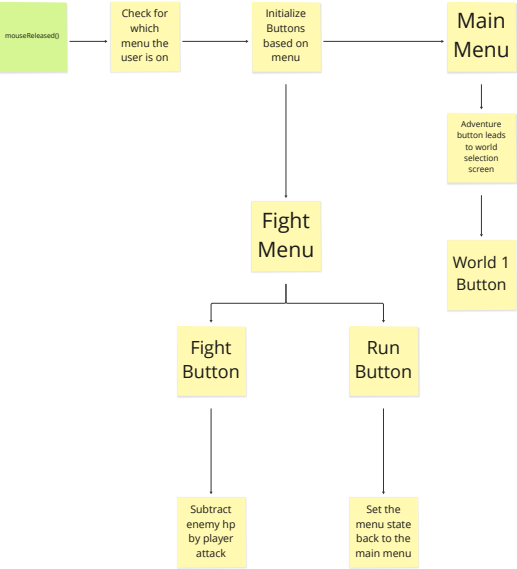 mouseReleased()
Check for
which
menu the
user is on
Initialize
Buttons
based on
menu
Main
Menu
Adventure
button leads
to world
selection
screen
World 1
Button
Fight
Menu
Fight
Button
Run
Button
Subtract
enemy hp
by player
attack
Set the
menu state
back to the
main menu